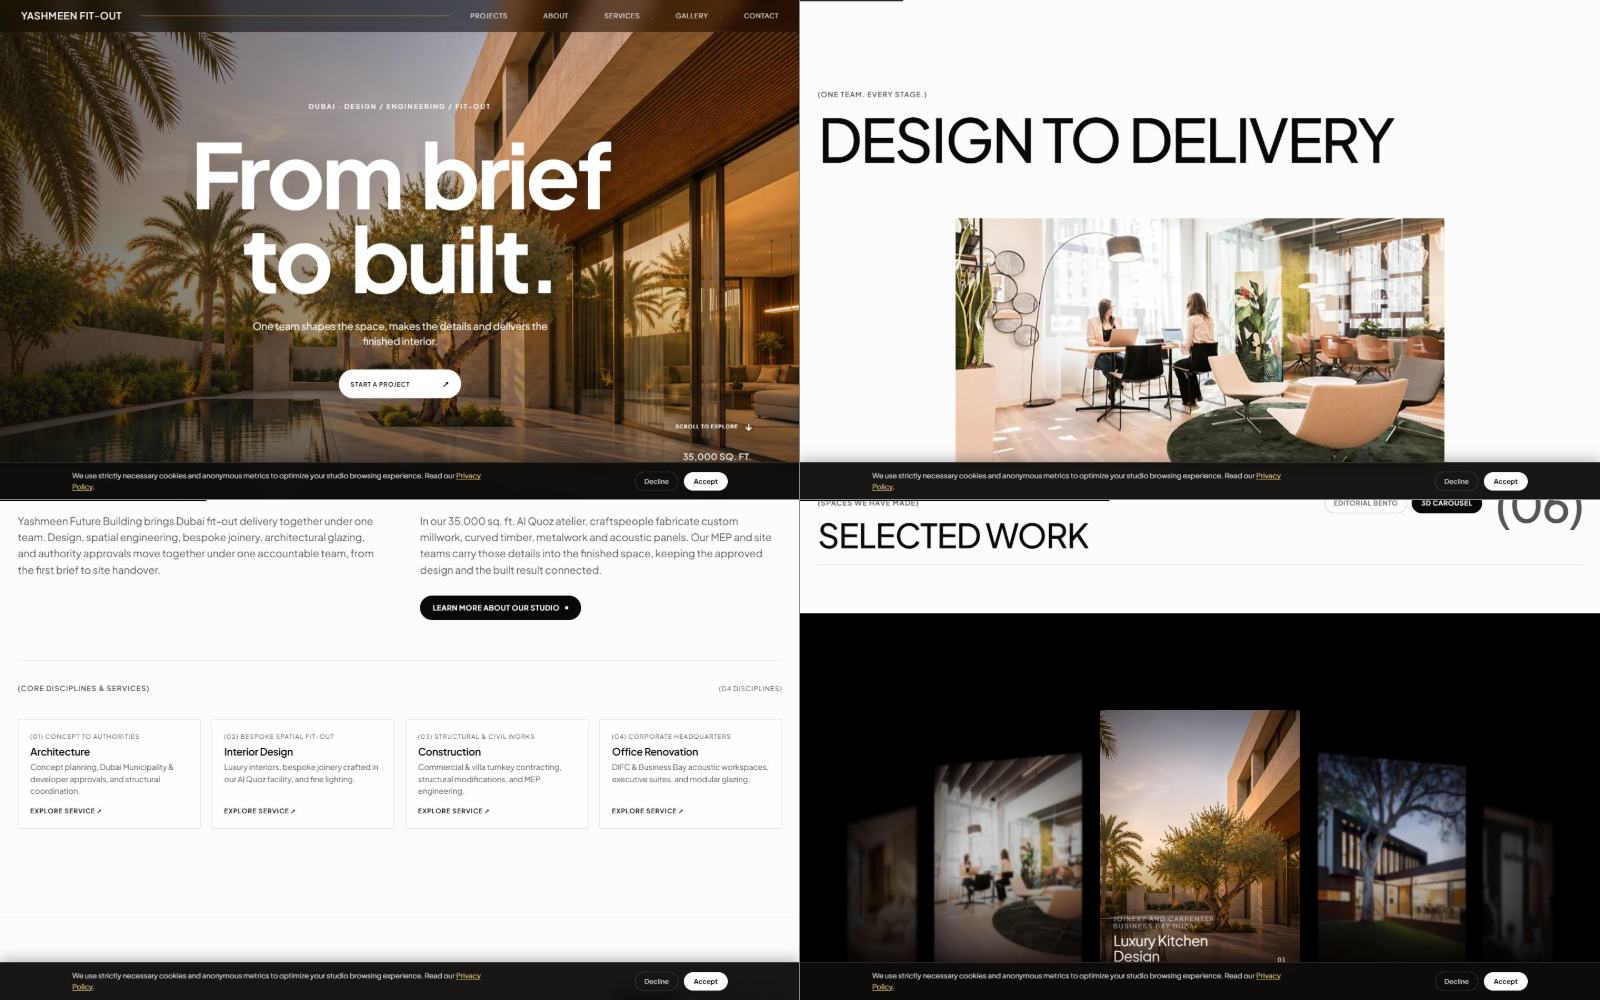 YASHMEEN FIT-OUT
PROJECTS
ABOUT
SERVICES
GALLERY
CONTACT
DUBAI · DESIGN / ENGINEERING / FIT-OUT
From brief
to built.
One team shapes the space, makes the details and delivers the
finished interior.
START A PROJECT ↗
SCROLL TO EXPLORE ↓
35,000 SQ. FT.
We use strictly necessary cookies and anonymous metrics to optimize your studio browsing experience. Read our Privacy
Policy.
Decline
Accept
(ONE TEAM. EVERY STAGE.)
DESIGN TO DELIVERY
We use strictly necessary cookies and anonymous metrics to optimize your studio browsing experience. Read our Privacy
Policy.
Decline
Accept
Yashmeen Future Building brings Dubai fit-out delivery together under one
team. Design, spatial engineering, bespoke joinery, architectural glazing,
and authority approvals move together under one accountable team, from
the first brief to site handover.
In our 35,000 sq. ft. Al Quoz atelier, craftspeople fabricate custom
millwork, curved timber, metalwork and acoustic panels. Our MEP and site
teams carry those details into the finished space, keeping the approved
design and the built result connected.
LEARN MORE ABOUT OUR STUDIO
(CORE DISCIPLINES & SERVICES)
(04 DISCIPLINES)
(01) CONCEPT TO AUTHORITIES
Architecture
Concept planning, Dubai Municipality &
developer approvals, and structural
coordination.
EXPLORE SERVICE ↗
(02) BESPOKE SPATIAL FIT-OUT
Interior Design
Luxury interiors, bespoke joinery crafted in
our Al Quoz facility, and fine lighting.
EXPLORE SERVICE ↗
(03) STRUCTURAL & CIVIL WORKS
Construction
Commercial & villa turnkey contracting,
structural modifications, and MEP
engineering.
EXPLORE SERVICE ↗
(04) CORPORATE HEADQUARTERS
Office Renovation
DIFC & Business Bay acoustic workspaces,
executive suites, and modular glazing.
EXPLORE SERVICE ↗
We use strictly necessary cookies and anonymous metrics to optimize your studio browsing experience. Read our Privacy
Policy.
Decline
Accept
(SPACES WE HAVE MADE)
EDITORIAL BENTO
3D CAROUSEL
(06)
SELECTED WORK
JOINERY AND CARPENTER
BUSINESS BAY DUBAI
Luxury Kitchen
Design
01
We use strictly necessary cookies and anonymous metrics to optimize your studio browsing experience. Read our Privacy
Policy.
Decline
Accept